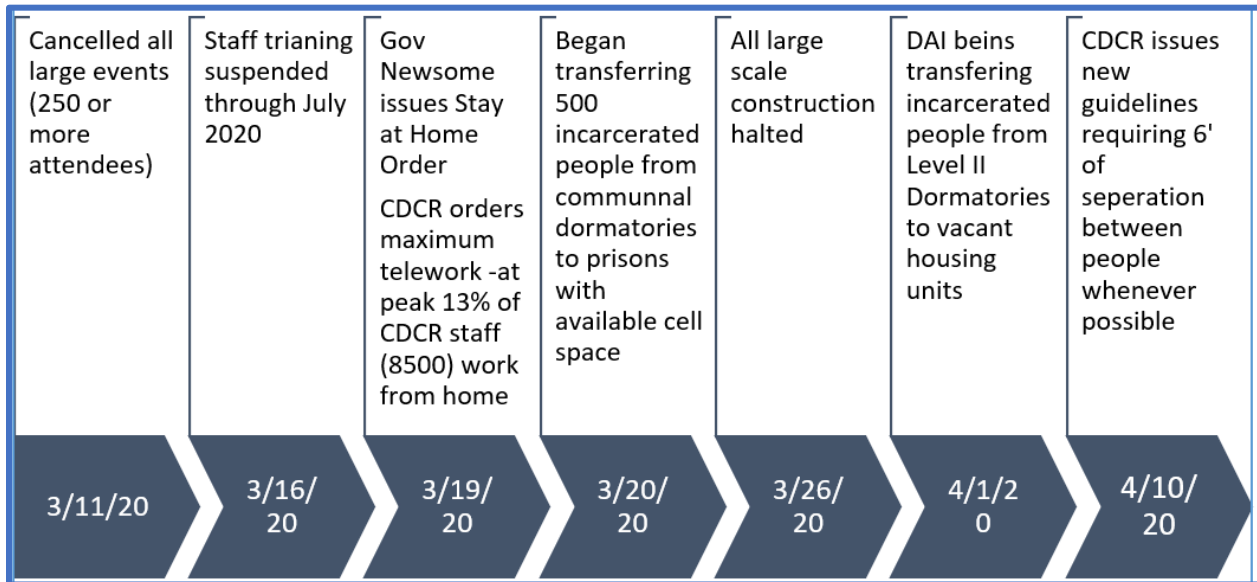 Cancelled all
large events
(250 or
more
attendees)
Staff trianing
suspended
through July
2020
Gov
Newsome
issues Stay
at Home
Order
CDCR orders
maximum
telework -at
peak 13% of
CDCR staff
(8500) work
from home
Began
transferring
500
incarcerated
people from
communnal
dormatories
to prisons
with
available cell
space
All large
scale
construction
halted
DAI beins
transfering
incarcerated
people from
Level II
Dormatories
to vacant
housing
units
CDCR issues
new
guidelines
requiring 6'
of
seperation
between
people
whenever
possible
3/11/20
3/16/
20
3/19/
20
3/20/
20
3/26/
20
4/1/2
0
4/10/
20